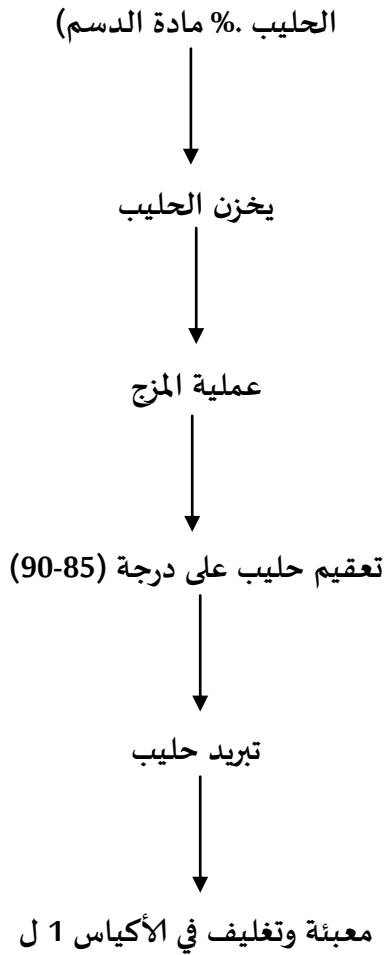 الحليب .% مادة الدسم)
يخزن الحليب
عملية المزج
تعقيم حليب على درجة (85-90)
تبريد حليب
معبئة وتغليف في الأكياس 1 ل